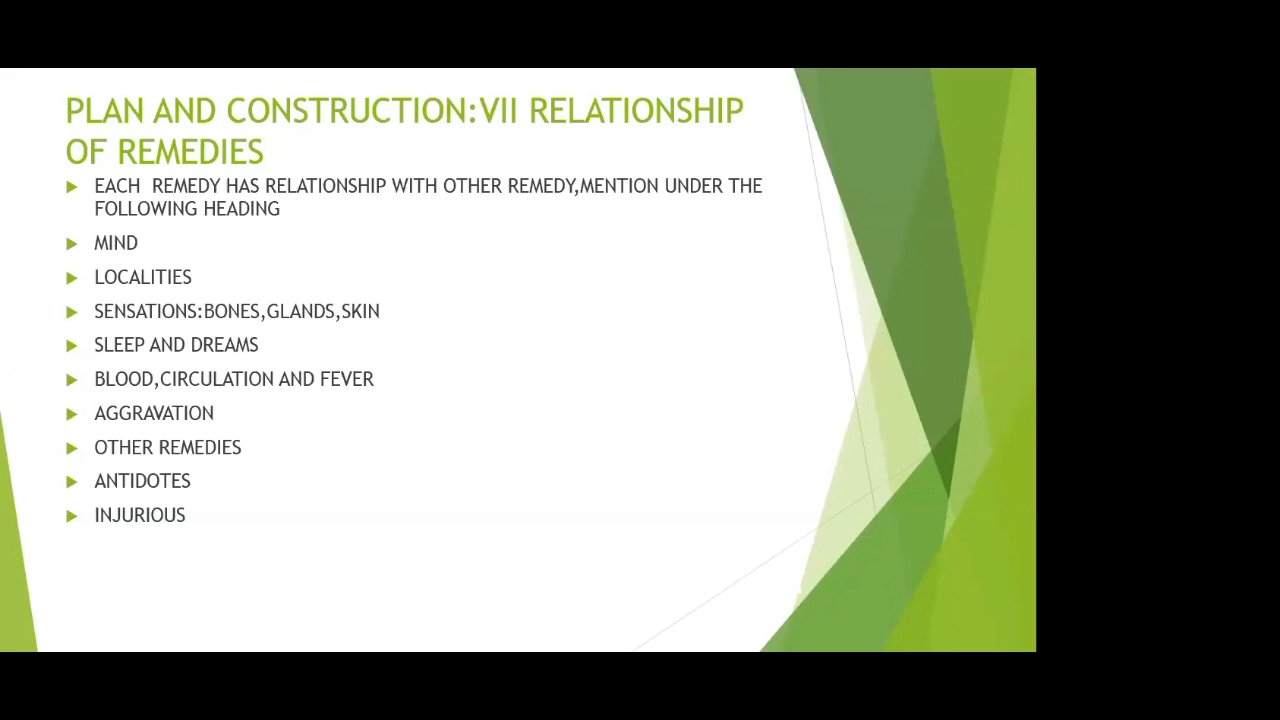 PLAN AND CONSTRUCTION:VII RELATIONSHIP
OF REMEDIES
EACH REMEDY HAS RELATIONSHIP WITH OTHER REMEDY,MENTION UNDER THE
FOLLOWING HEADING
MIND
LOCALITIES
SENSATIONS:BONES,GLANDS,SKIN
SLEEP AND DREAMS
BLOOD,CIRCULATION AND FEVER
AGGRAVATION
OTHER REMEDIES
ANTIDOTES
INJURIOUS